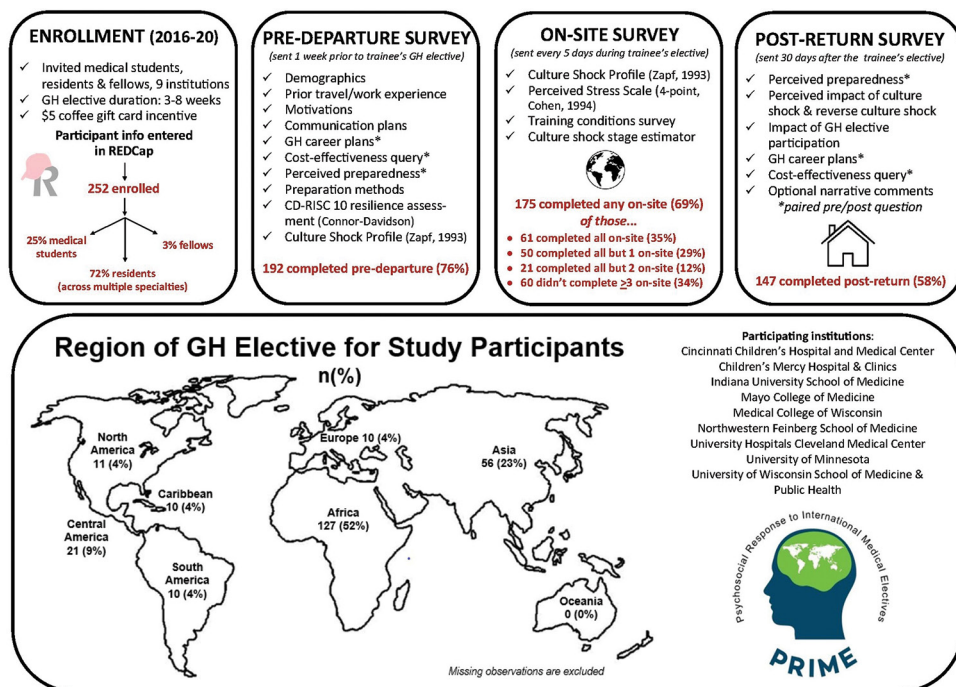 ENROLLMENT (2016-20)
✓ Invited medical students,
residents & fellows, 9 institutions
✓ GH elective duration: 3-8 weeks
✓ $5 coffee gift card incentive
Participant info entered
in REDCap
R
252 enrolled
25% medical
students
3% fellows
72% residents
(across multiple specialties)
PRE-DEPARTURE SURVEY
(sent 1 week prior to trainee's GH elective)
✓ Demographics
✓ Prior travel/work experience
✓ Motivations
✓ Communication plans
✓ GH career plans*
✓ Cost-effectiveness query*
✓ Perceived preparedness*
✓ Preparation methods
✓ CD-RISC 10 resilience assess-
ment (Connor-Davidson)
✓ Culture Shock Profile (Zapf, 1993)
192 completed pre-departure (76%)
ON-SITE SURVEY
(sent every 5 days during trainee's elective)
✓ Culture Shock Profile (Zapf, 1993)
✓ Perceived Stress Scale (4-point,
Cohen, 1994)
✓ Training conditions survey
✓ Culture shock stage estimator
175 completed any on-site (69%)
of those...
• 61 completed all on-site (35%)
• 50 completed all but 1 on-site (29%)
• 21 completed all but 2 on-site (12%)
• 60 didn't complete ≥3 on-site (34%)
POST-RETURN SURVEY
(sent 30 days after the trainee's elective)
✓ Perceived preparedness*
✓ Perceived impact of culture
shock & reverse culture shock
✓ Impact of GH elective
participation
✓ GH career plans*
✓ Cost-effectiveness query*
✓ Optional narrative comments
*paired pre/post question
147 completed post-return (58%)
Region of GH Elective for Study Participants
n(%)
North
America
11 (4%)
Europe 10 (4%)
Asia
56 (23%)
Caribbean
10 (4%)
Africa
127 (52%)
Central
America
21 (9%)
South
America
10 (4%)
Oceania
0 (0%)
Missing observations are excluded
Participating institutions:
Cincinnati Children's Hospital and Medical Center
Children's Mercy Hospital & Clinics
Indiana University School of Medicine
Mayo College of Medicine
Medical College of Wisconsin
Northwestern Feinberg School of Medicine
University Hospitals Cleveland Medical Center
University of Minnesota
University of Wisconsin School of Medicine &
Public Health
Psychosocial Response to International Medical Electives
PRIME